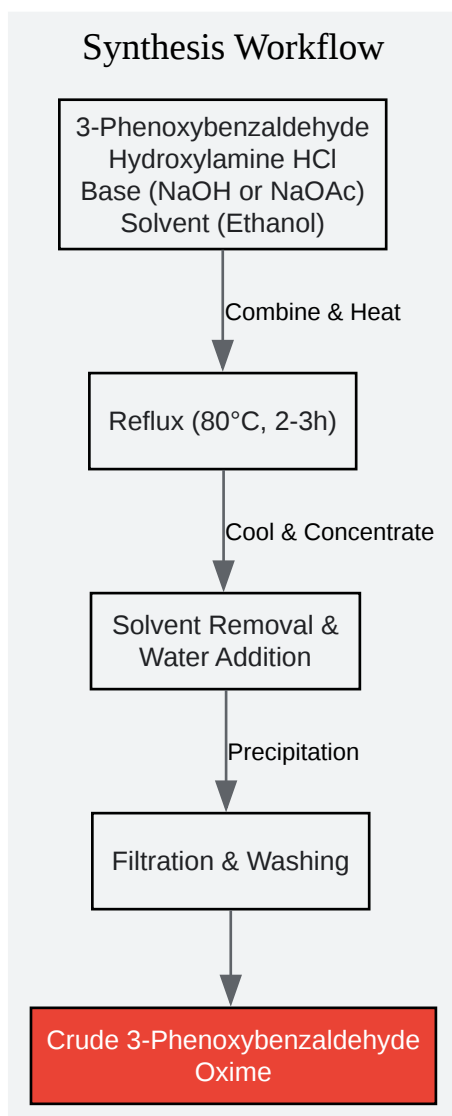 Synthesis Workflow
3-Phenoxybenzaldehyde
Hydroxylamine HCl
Base (NaOH or NaOAc)
Solvent (Ethanol)
Combine & Heat
Reflux (80°C, 2-3h)
Cool & Concentrate
Solvent Removal &
Water Addition
Precipitation
Filtration & Washing
Crude 3-Phenoxybenzaldehyde
Oxime